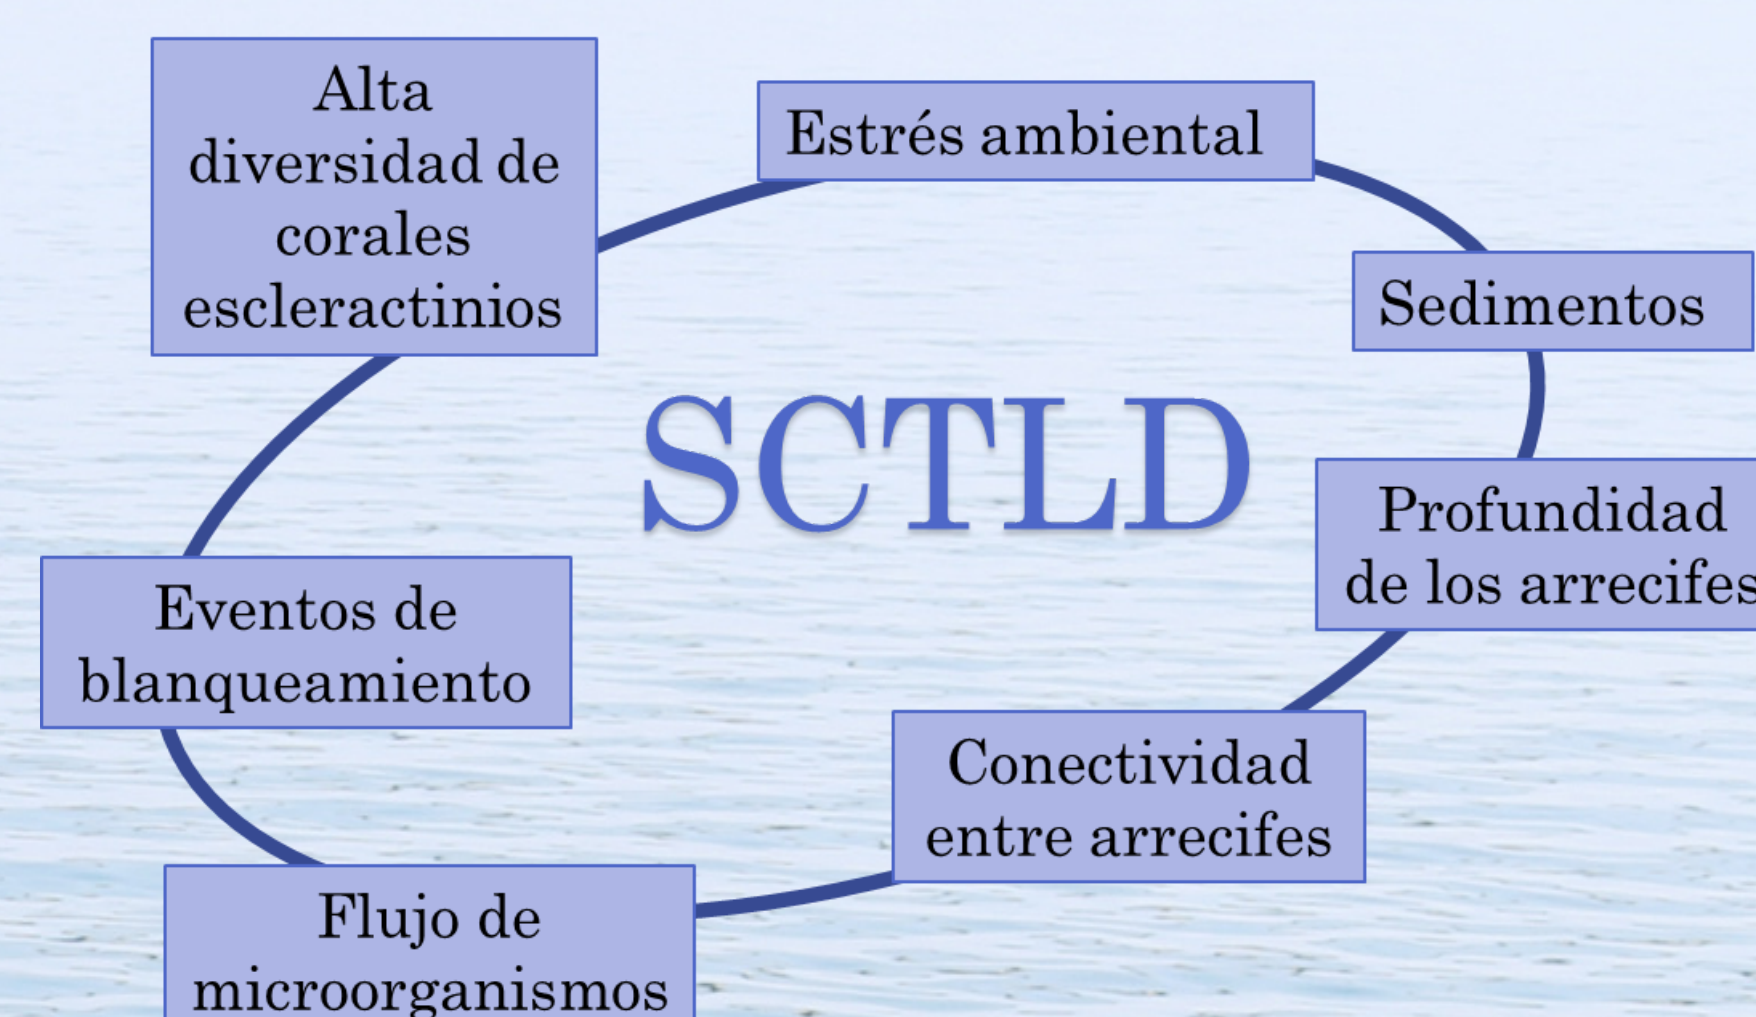 Alta
diversidad de
corales
escleractinios
Estrés ambiental
Sedimentos
SCTLD
Profundidad
de los arrecifes
Eventos de
blanqueamiento
Conectividad
entre arrecifes
Flujo de
microorganismos